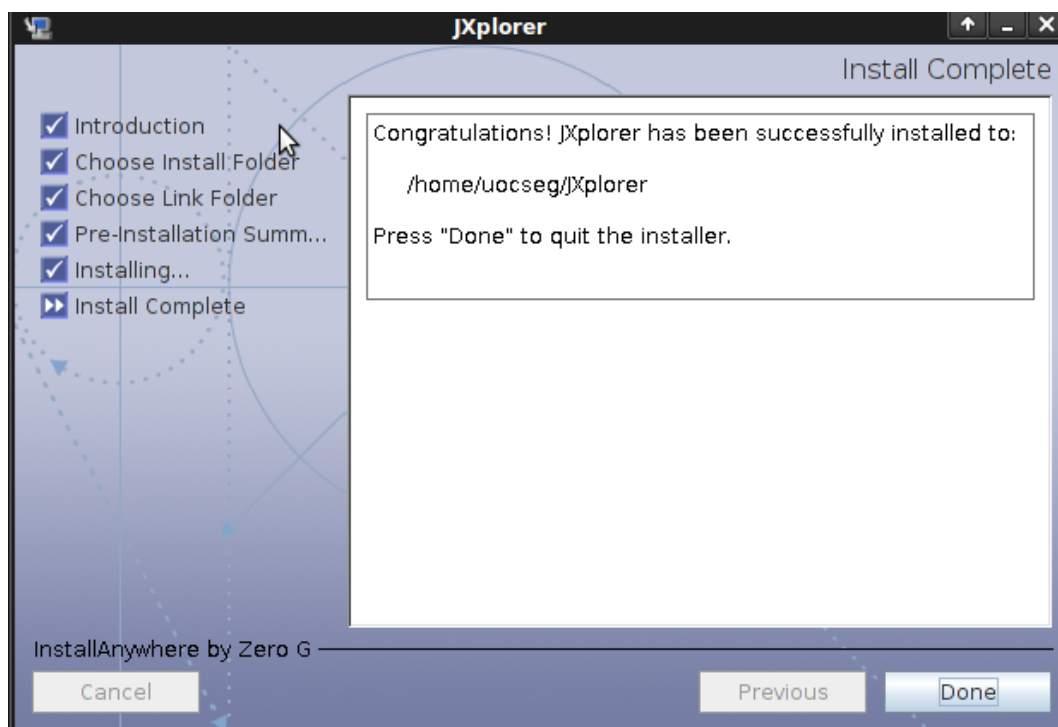 JXplorer
Install Complete
Introduction
Choose Install Folder
Choose Link Folder
Pre-Installation Summ...
Installing...
Install Complete
Congratulations! JXplorer has been successfully installed to:
/home/uocseg/JXplorer
Press "Done" to quit the installer.
InstallAnywhere by Zero G
Cancel
Previous
Done